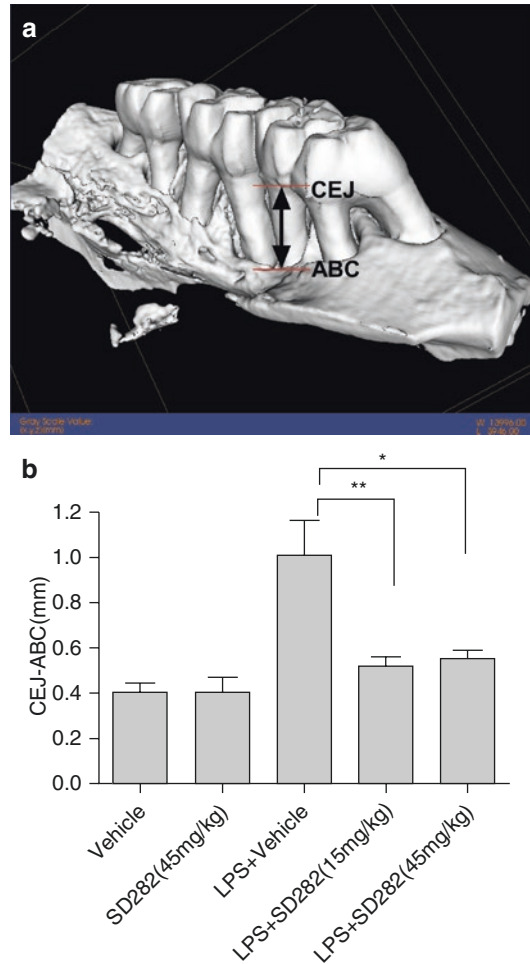 a
CEJ
ABC
Gray Scale Value:
b
*
**
1.2
1.0
0.8
0.6
0.4
0.2
0.0
CEJ-ABC(mm)
Vehicle
SD282(45mg/kg)
LPS+Vehicle
LPS+SD282(15mg/kg)
LPS+SD282(45mg/kg)